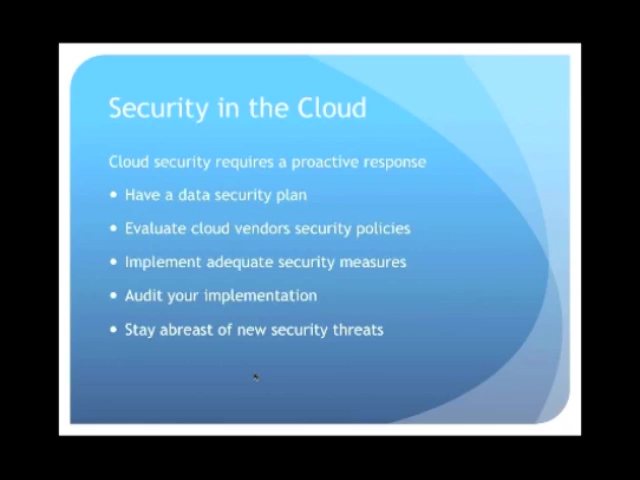 Security in the Cloud
Cloud security requires a proactive response
• Have a data security plan
• Evaluate cloud vendors security policies
• Implement adequate security measures
• Audit your implementation
• Stay abreast of new security threats